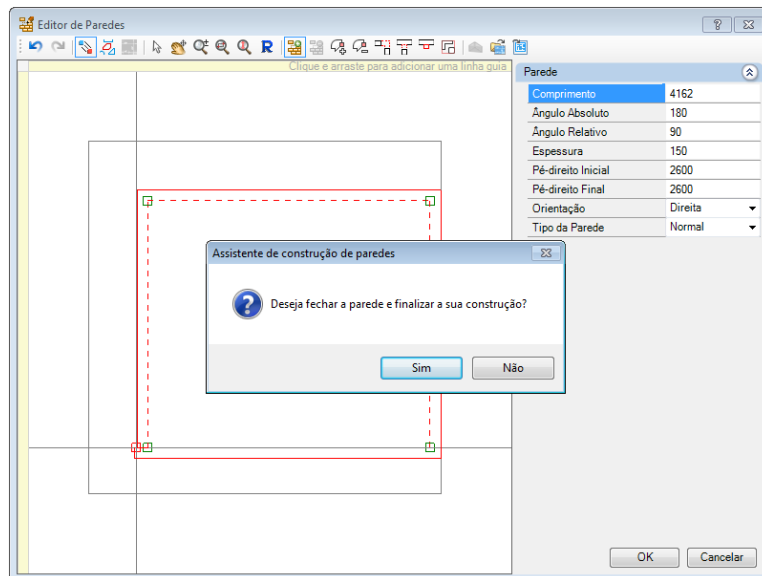 Editor de Paredes
R
Clique e arraste para adicionar uma linha guia
Parede
Comprimento 4162
Ângulo Absoluto 180
Ângulo Relativo 90
Espessura 150
Pé-direito Inicial 2600
Pé-direito Final 2600
Orientação Direita
Tipo da Parede Normal
Assistente de construção de paredes
Deseja fechar a parede e finalizar a sua construção?
Sim Não
OK Cancelar